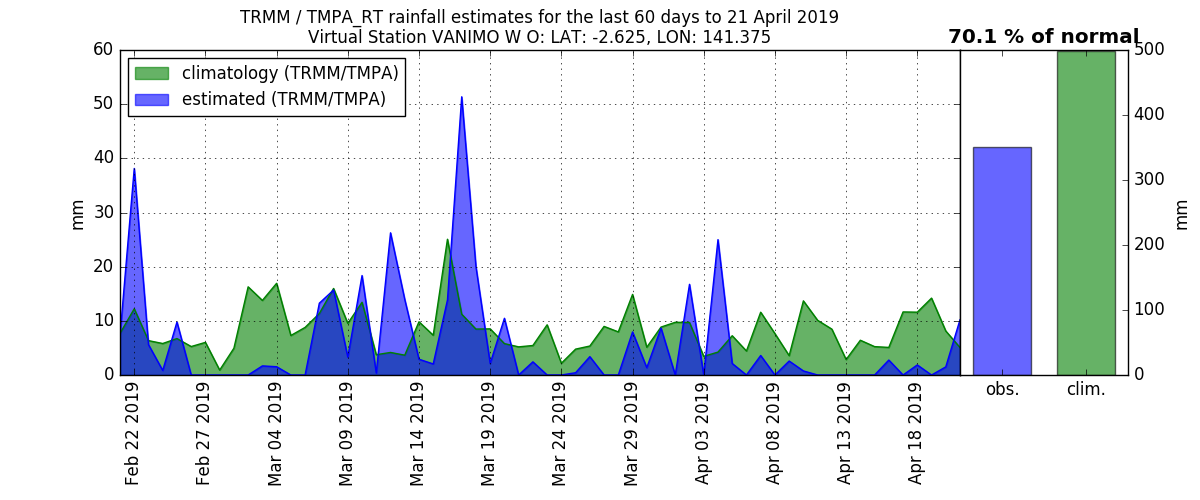 TRMM / TMPA_RT rainfall estimates for the last 60 days to 21 April 2019
Virtual Station VANIMO W O: LAT: -2.625, LON: 141.375
70.1 % of normal
climatology (TRMM/TMPA)
estimated (TRMM/TMPA)
60
50
40
30
20
10
0
mm
500
400
300
200
100
0
mm
obs.
clim.
Feb 22 2019
Feb 27 2019
Mar 04 2019
Mar 09 2019
Mar 14 2019
Mar 19 2019
Mar 24 2019
Mar 29 2019
Apr 03 2019
Apr 08 2019
Apr 13 2019
Apr 18 2019